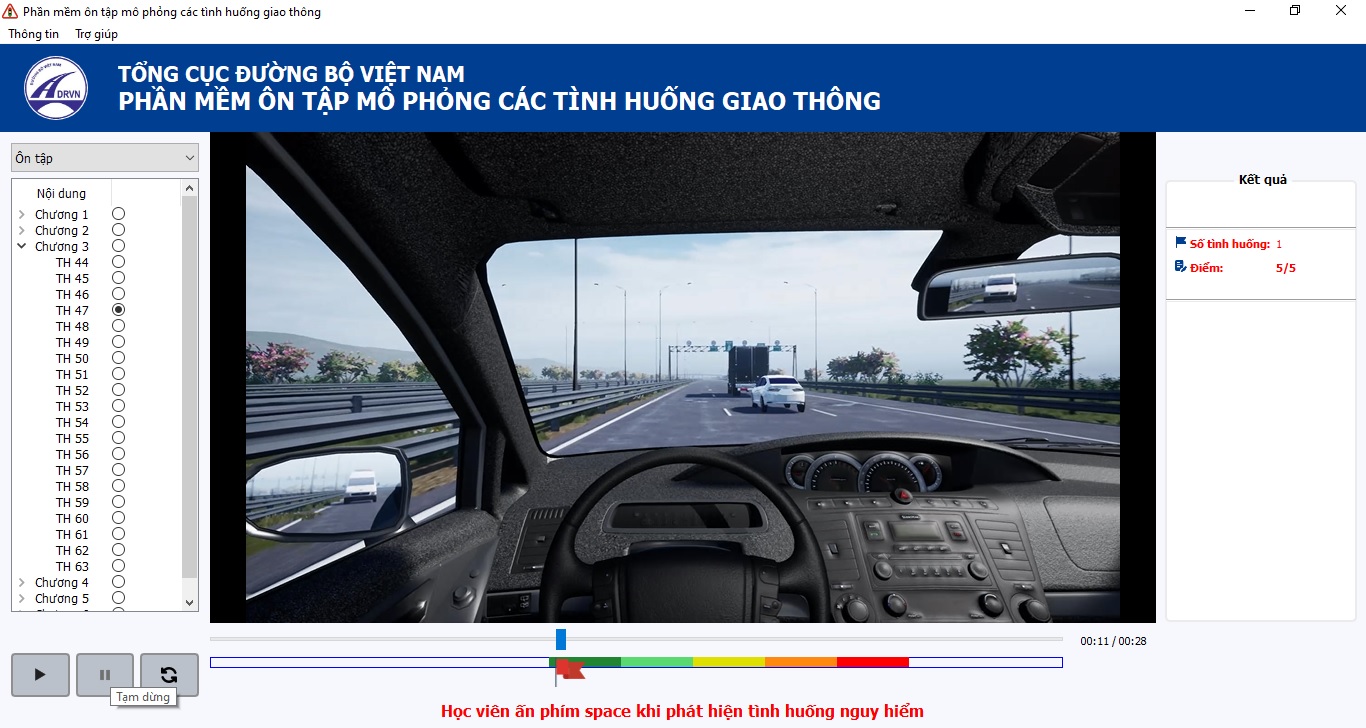 Phần mềm ôn tập mô phỏng các tình huống giao thông
Thông tin Trợ giúp
ĐƯỜNG BỘ VIỆT NAM
DRVN
TỔNG CỤC ĐƯỜNG BỘ VIỆT NAM
PHẦN MỀM ÔN TẬP MÔ PHỎNG CÁC TÌNH HUỐNG GIAO THÔNG
Ôn tập
Nội dung
Chương 1
Chương 2
Chương 3
TH 44
TH 45
TH 46
TH 47
TH 48
TH 49
TH 50
TH 51
TH 52
TH 53
TH 54
TH 55
TH 56
TH 57
TH 58
TH 59
TH 60
TH 61
TH 62
TH 63
Chương 4
Chương 5
Kết quả
Số tình huống: 1
Điểm: 5/5
00:11 / 00:28
Tạm dừng
Học viên ấn phím space khi phát hiện tình huống nguy hiểm